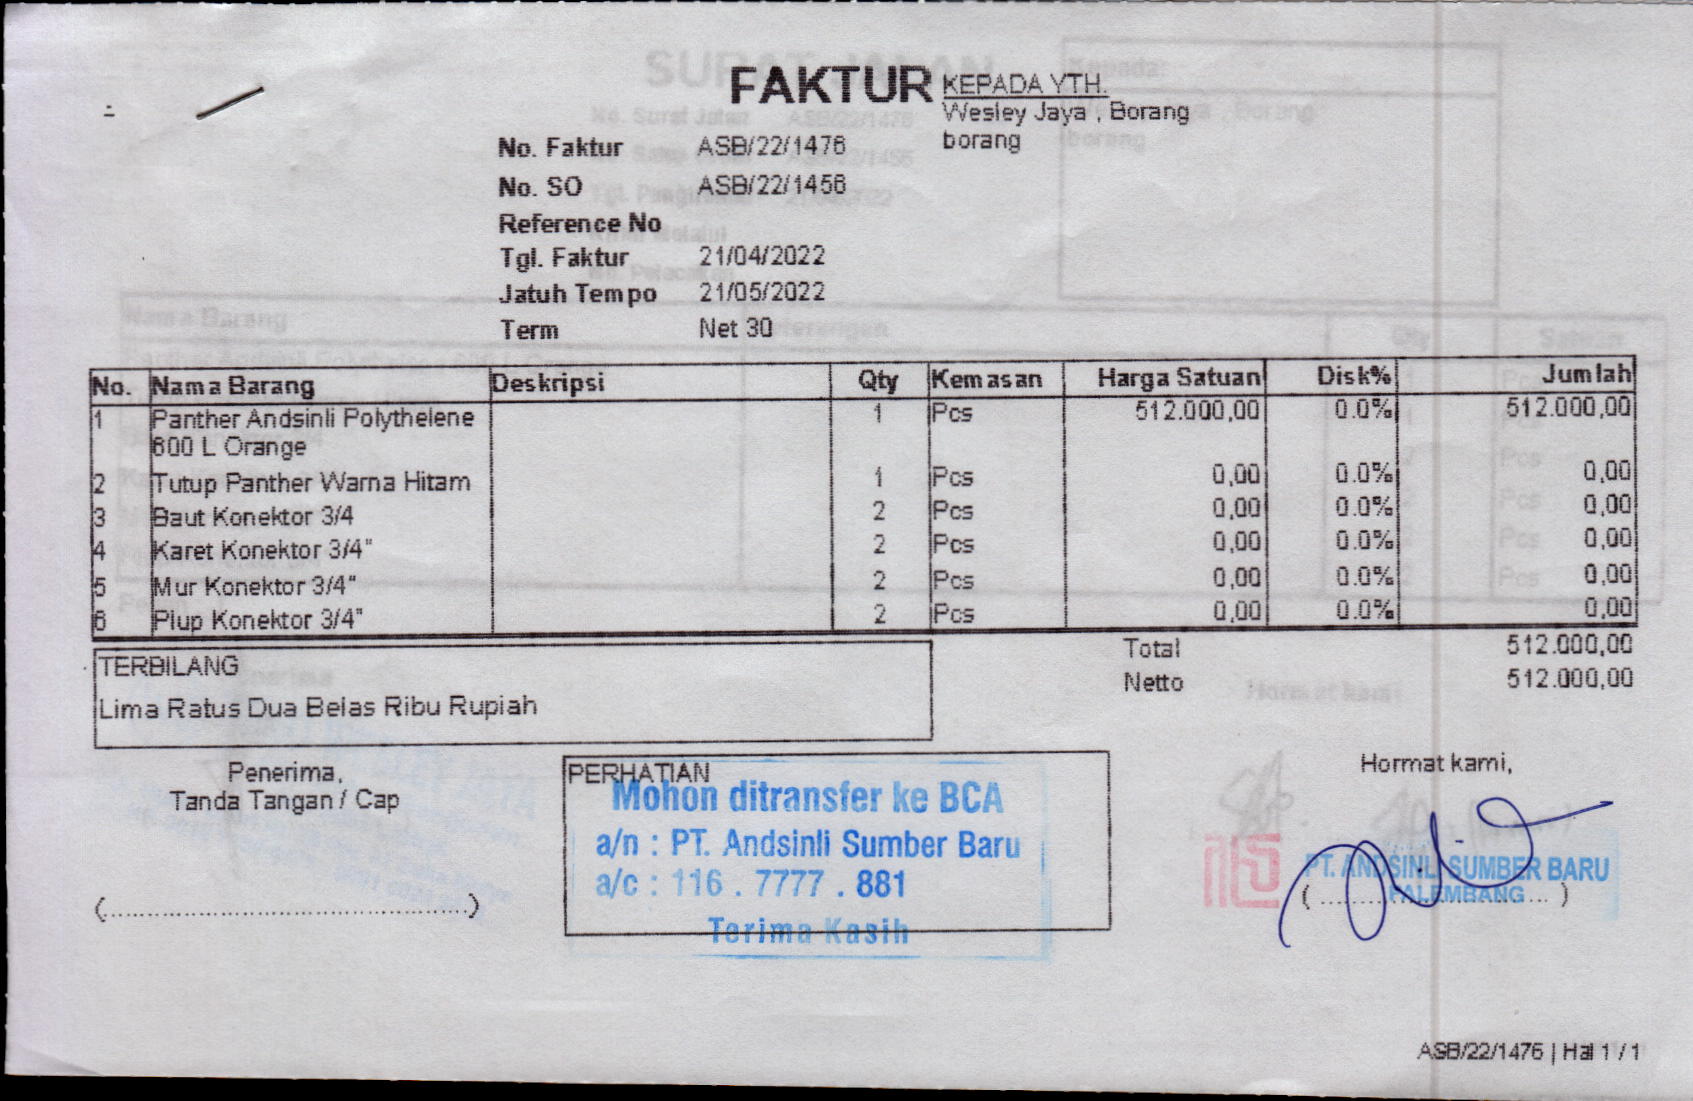 FAKTUR
KEPADA YTH.
Wesley Jaya , Borang
borang
No. Faktur ASB/22/1476
No. SO ASB/22/1456
Reference No
Tgl. Faktur 21/04/2022
Jatuh Tempo 21/05/2022
Term Net 30
No. Nama Barang Deskripsi Qty Kemasan Harga Satuan Disk% Jumlah
1 Panther Andsinli Polythelene 1 Pcs 512.000,00 0.0% 512.000,00
600 L Orange
2 Tutup Panther Warna Hitam 1 Pcs 0,00 0.0% 0,00
3 Baut Konektor 3/4 2 Pcs 0,00 0.0% 0,00
4 Karet Konektor 3/4" 2 Pcs 0,00 0.0% 0,00
5 Mur Konektor 3/4" 2 Pcs 0,00 0.0% 0,00
6 Plup Konektor 3/4" 2 Pcs 0,00 0.0% 0,00
Total 512.000,00
Netto 512.000,00
TERBILANG
Lima Ratus Dua Belas Ribu Rupiah
Penerima,
Tanda Tangan / Cap
(................................................)
PERHATIAN
Mohon ditransfer ke BCA
a/n : PT. Andsinli Sumber Baru
a/c : 116 . 7777 . 881
Terima Kasih
Hormat kami,
PT. ANDSINLI SUMBER BARU
PALEMBANG
ASB/22/1476 | Hal 1 / 1